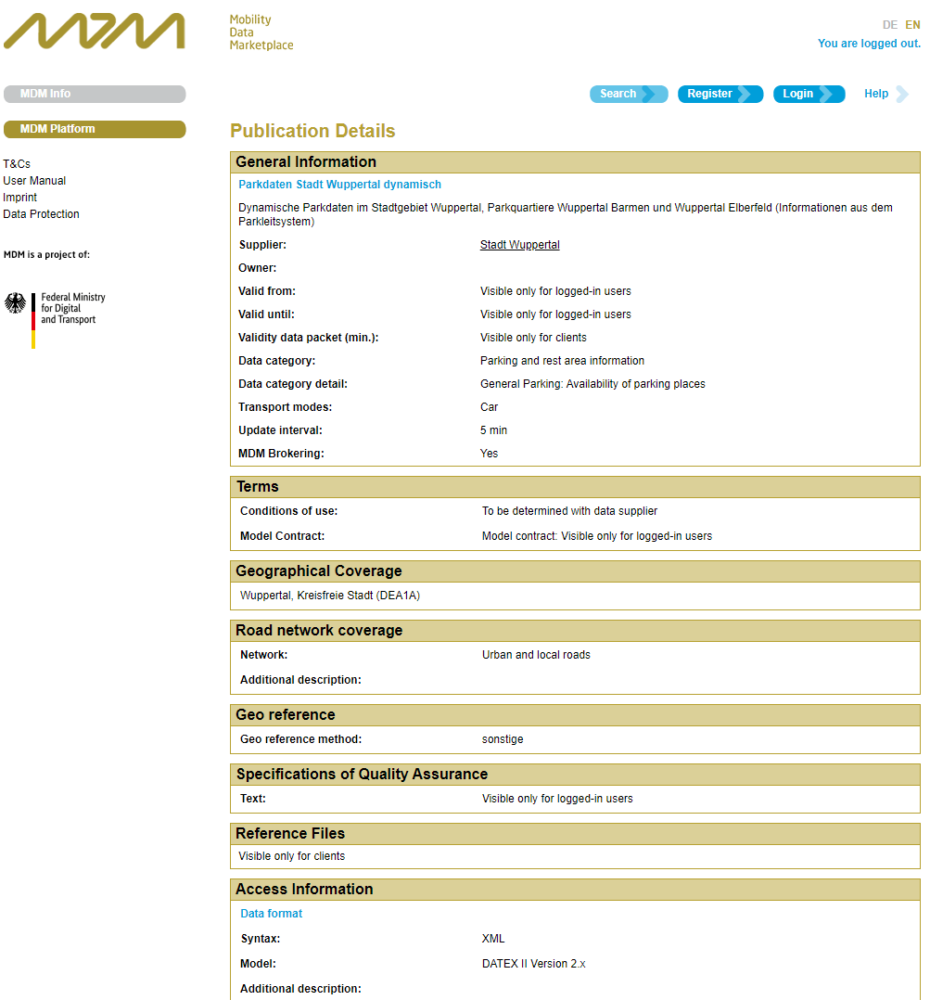 MDM
Mobility
Data
Marketplace
DE EN
You are logged out.
MDM Info
Search Register Login Help
MDM Platform
T&Cs
User Manual
Imprint
Data Protection
MDM is a project of:
Federal Ministry
for Digital
and Transport
Publication Details
General Information
Parkdaten Stadt Wuppertal dynamisch
Dynamische Parkdaten im Stadtgebiet Wuppertal, Parkquartiere Wuppertal Barmen und Wuppertal Elberfeld (Informationen aus dem
Parkleitsystem)
Supplier: Stadt Wuppertal
Owner:
Valid from: Visible only for logged-in users
Valid until: Visible only for logged-in users
Validity data packet (min.): Visible only for clients
Data category: Parking and rest area information
Data category detail: General Parking: Availability of parking places
Transport modes: Car
Update interval: 5 min
MDM Brokering: Yes
Terms
Conditions of use: To be determined with data supplier
Model Contract: Model contract: Visible only for logged-in users
Geographical Coverage
Wuppertal, Kreisfreie Stadt (DEA1A)
Road network coverage
Network: Urban and local roads
Additional description:
Geo reference
Geo reference method: sonstige
Specifications of Quality Assurance
Text: Visible only for logged-in users
Reference Files
Visible only for clients
Access Information
Data format
Syntax: XML
Model: DATEX II Version 2.x
Additional description: